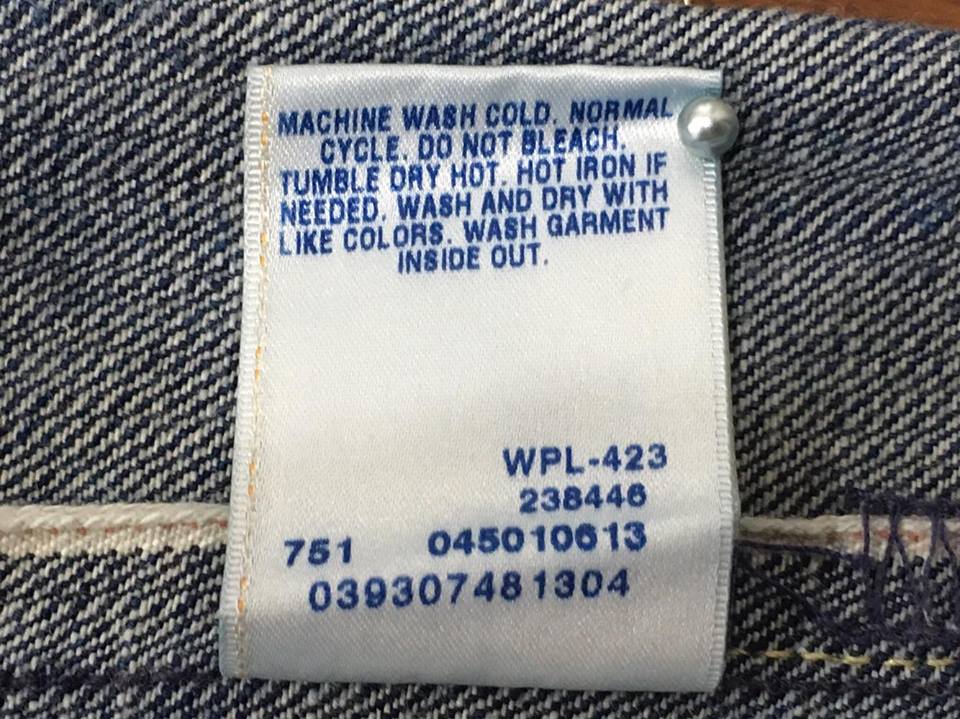 MACHINE WASH COLD. NORMAL
CYCLE. DO NOT BLEACH.
TUMBLE DRY HOT. HOT IRON IF
NEEDED. WASH AND DRY WITH
LIKE COLORS. WASH GARMENT
INSIDE OUT.
WPL-423
238446
751 045010613
039307481304